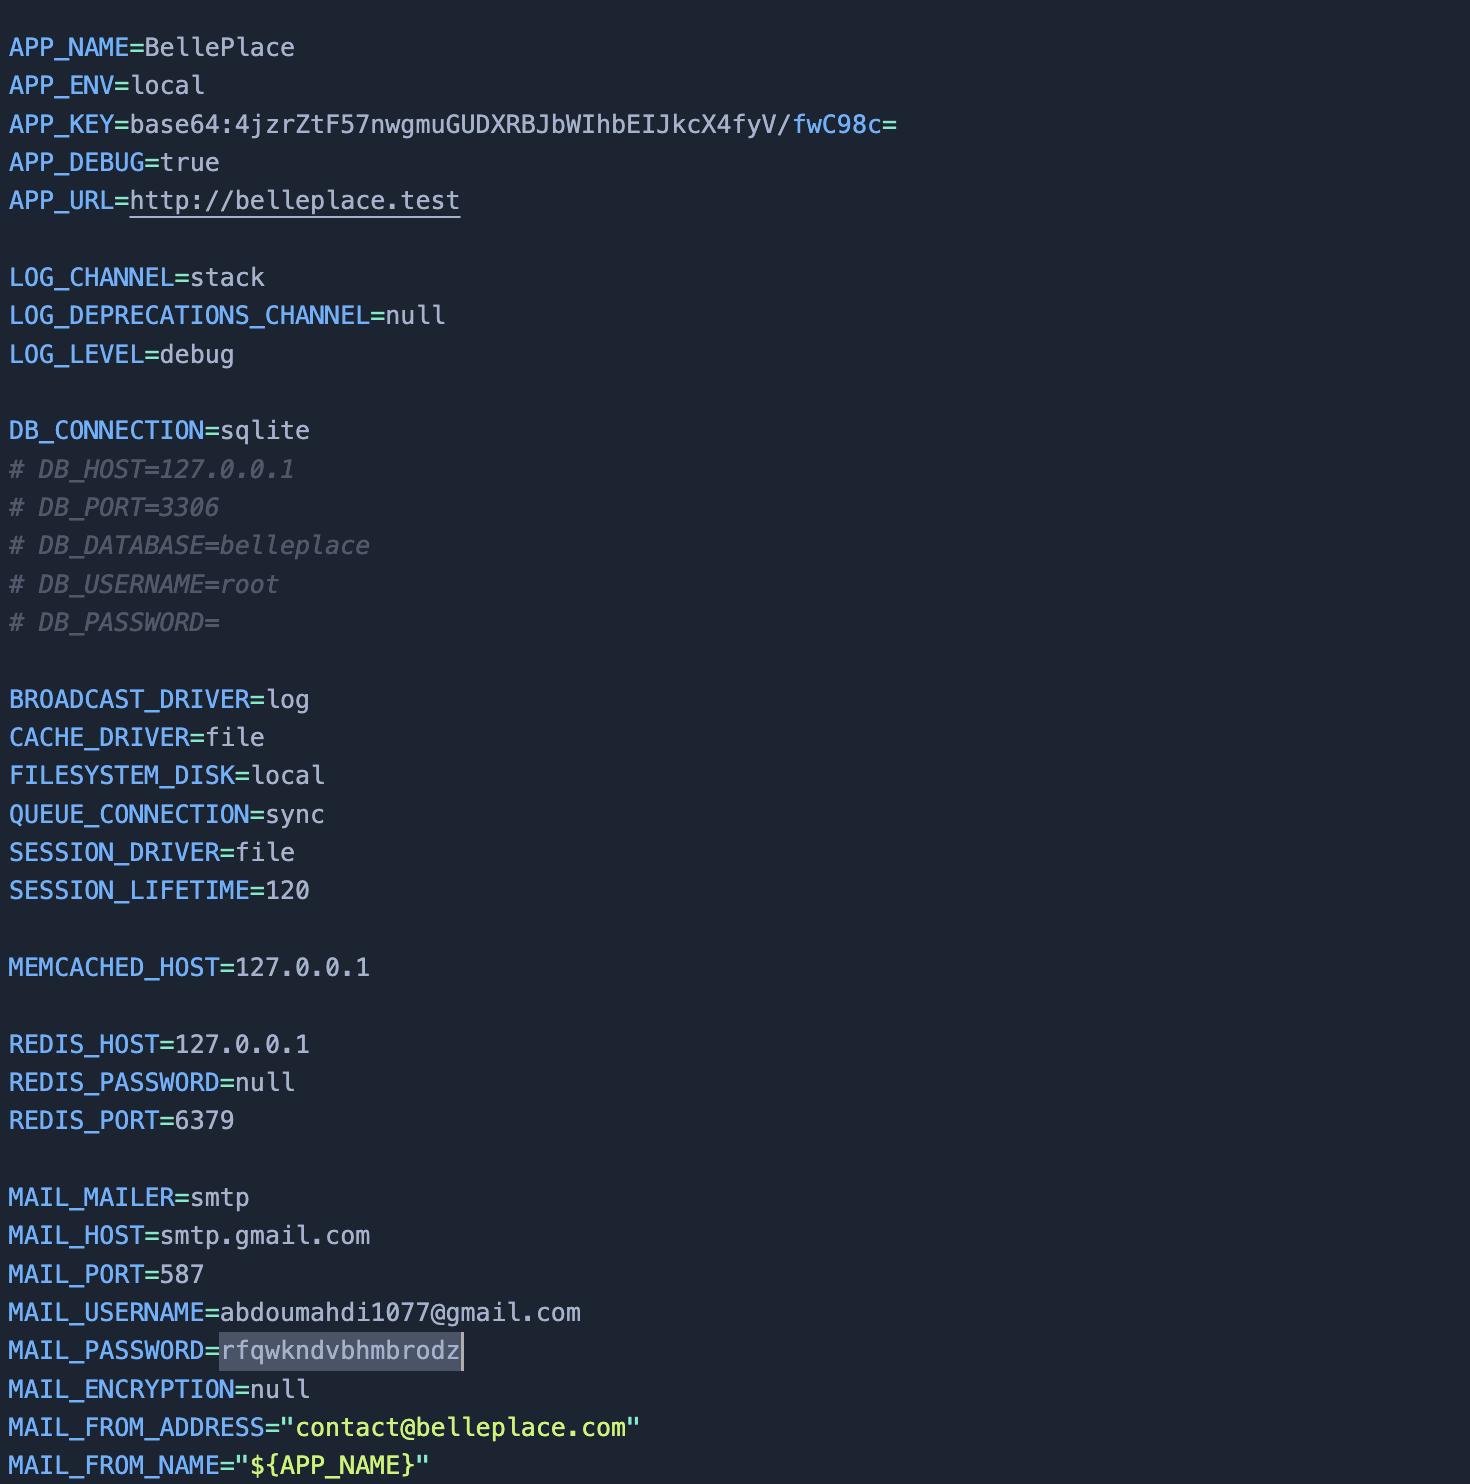 APP_NAME=BellePlace
APP_ENV=local
APP_KEY=base64:4jzrZtF57nwgmuGUDXRBJbWIhbEIJkcX4fyV/fwC98c=
APP_DEBUG=true
APP_URL=http://belleplace.test
LOG_CHANNEL=stack
LOG_DEPRECATIONS_CHANNEL=null
LOG_LEVEL=debug
DB_CONNECTION=sqlite
# DB_HOST=127.0.0.1
# DB_PORT=3306
# DB_DATABASE=belleplace
# DB_USERNAME=root
# DB_PASSWORD=
BROADCAST_DRIVER=log
CACHE_DRIVER=file
FILESYSTEM_DISK=local
QUEUE_CONNECTION=sync
SESSION_DRIVER=file
SESSION_LIFETIME=120
MEMCACHED_HOST=127.0.0.1
REDIS_HOST=127.0.0.1
REDIS_PASSWORD=null
REDIS_PORT=6379
MAIL_MAILER=smtp
MAIL_HOST=smtp.gmail.com
MAIL_PORT=587
MAIL_USERNAME=abdoumahdi1077@gmail.com
MAIL_PASSWORD=rfqwkndvbhmbrodz
MAIL_ENCRYPTION=null
MAIL_FROM_ADDRESS="contact@belleplace.com"
MAIL_FROM_NAME="${APP_NAME}"